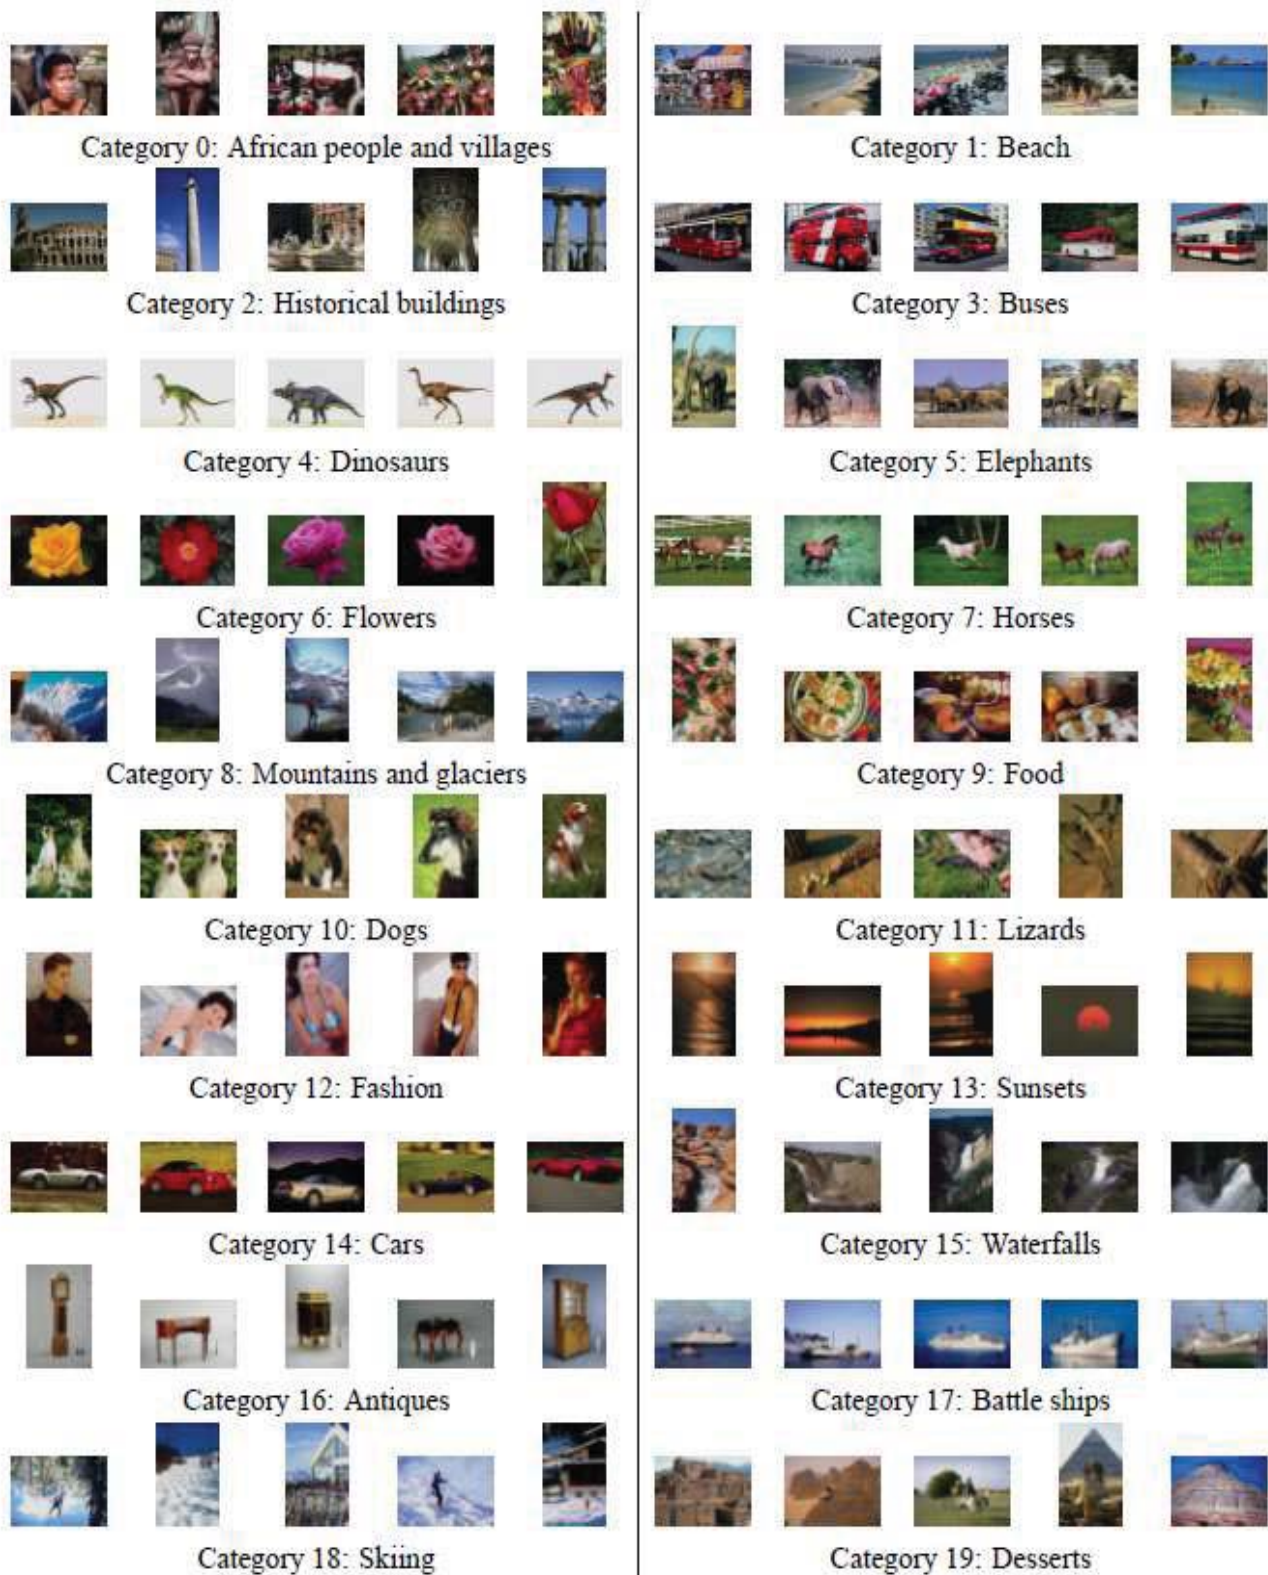 Category 0: African people and villages
Category 1: Beach
Category 2: Historical buildings
Category 3: Buses
Category 4: Dinosaurs
Category 5: Elephants
Category 6: Flowers
Category 7: Horses
Category 8: Mountains and glaciers
Category 9: Food
Category 10: Dogs
Category 11: Lizards
Category 12: Fashion
Category 13: Sunsets
Category 14: Cars
Category 15: Waterfalls
Category 16: Antiques
Category 17: Battle ships
Category 18: Skiing
Category 19: Desserts